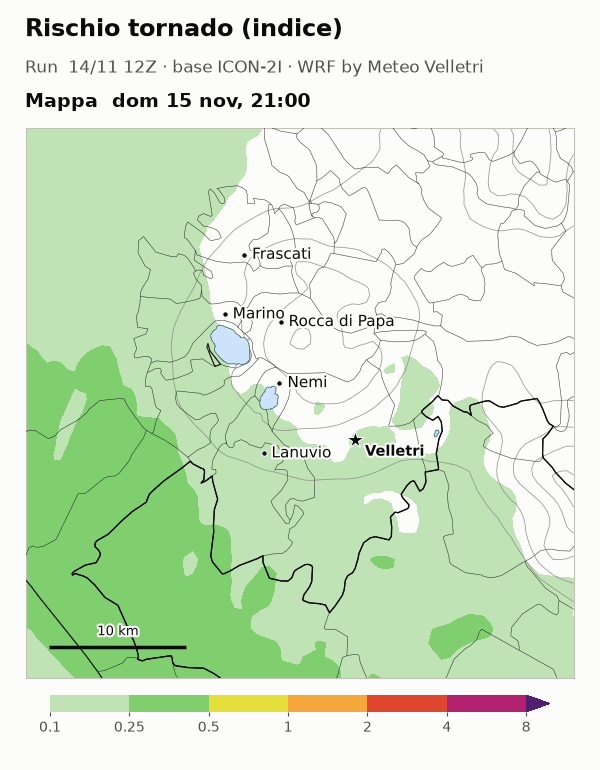 Rischio tornado (indice)
Run  14/11 12Z · base ICON-2I · WRF by Meteo Velletri
Mappa  dom 15 nov, 21:00
Frascati
Marino
Rocca di Papa
Nemi
Velletri
Lanuvio
10 km
0.1 0.25 0.5 1 2 4 8